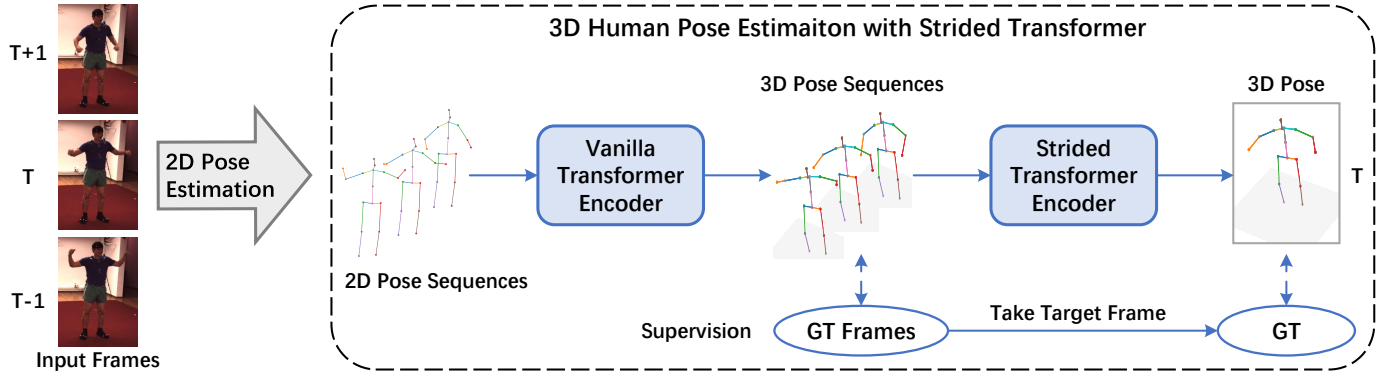 3D Human Pose Estimaiton with Strided Transformer
T+1
T
T-1
Input Frames
2D Pose
Estimation
2D Pose Sequences
Vanilla
Transformer
Encoder
3D Pose Sequences
Strided
Transformer
Encoder
3D Pose
T
Supervision
GT Frames
Take Target Frame
GT